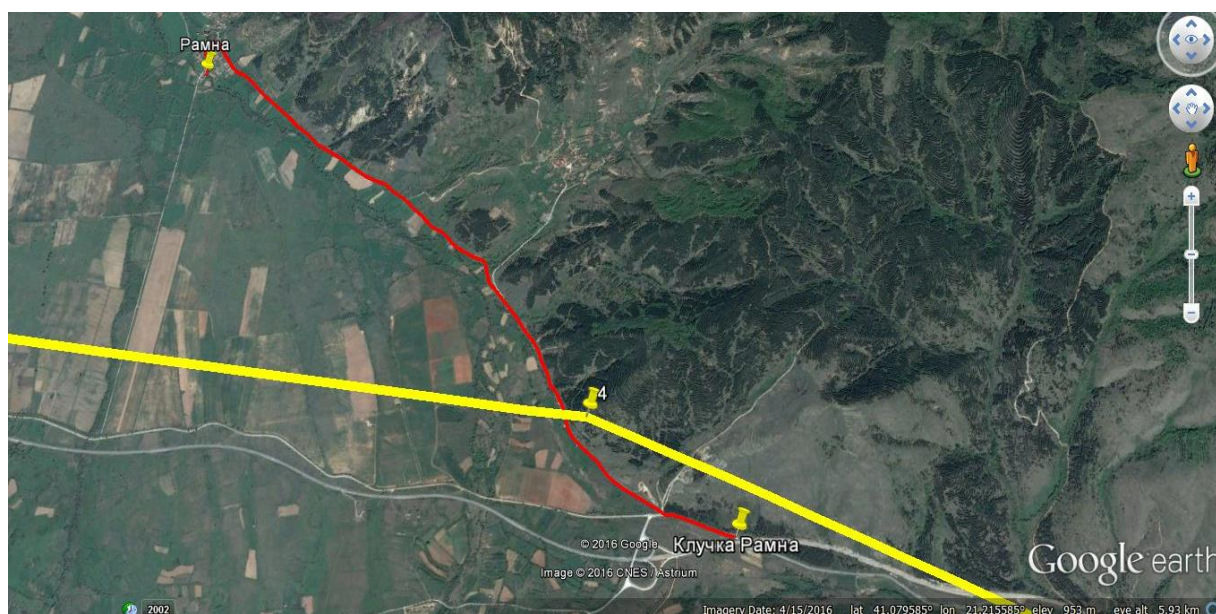 Рамна
4
© 2016 Google
Клучка Рамна
Image © 2016 CNES / Astrium
Google earth
2002
Imagery Date: 4/15/2016 lat 41.079585° lon 21.215585° elev 953 m eye alt 5.93 km